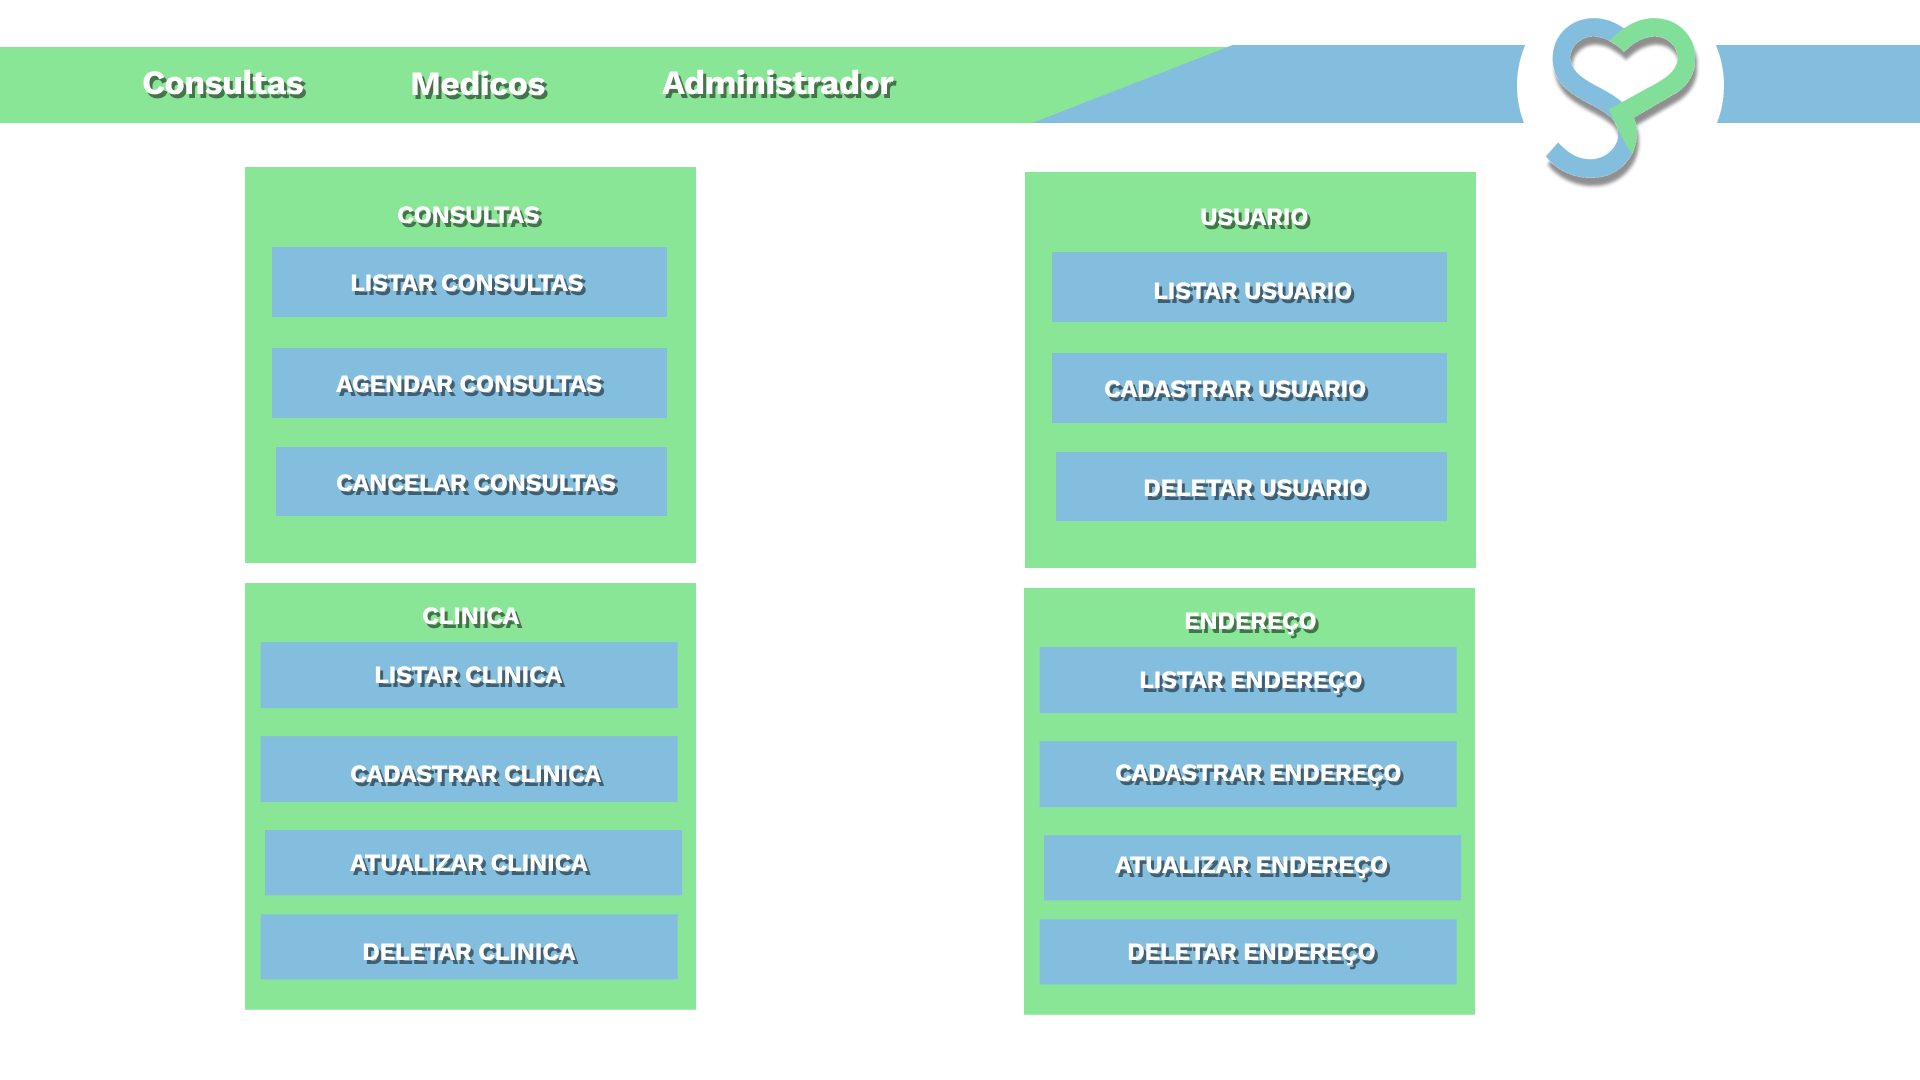 Consultas
Medicos
Administrador
CONSULTAS
LISTAR CONSULTAS
AGENDAR CONSULTAS
CANCELAR CONSULTAS
USUARIO
LISTAR USUARIO
CADASTRAR USUARIO
DELETAR USUARIO
CLINICA
LISTAR CLINICA
CADASTRAR CLINICA
ATUALIZAR CLINICA
DELETAR CLINICA
ENDEREÇO
LISTAR ENDEREÇO
CADASTRAR ENDEREÇO
ATUALIZAR ENDEREÇO
DELETAR ENDEREÇO